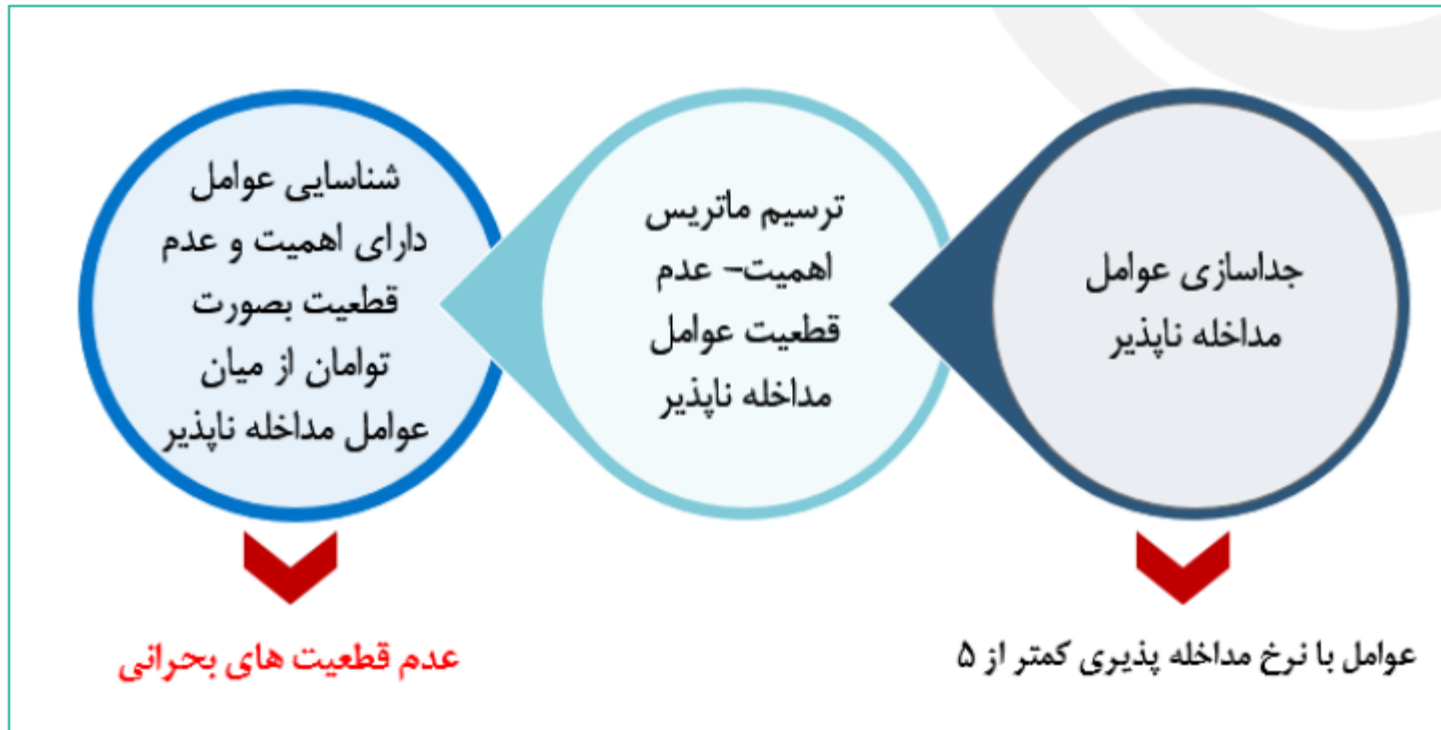 جداسازی عوامل
مداخله ناپذیر
عوامل با نرخ مداخله پذیری کمتر از ۵
ترسیم ماتریس
اهمیت– عدم
قطعیت عوامل
مداخله ناپذیر
شناسایی عوامل
دارای اهمیت و عدم
قطعیت بصورت
توامان از میان
عوامل مداخله ناپذیر
عدم قطعیت های بحرانی